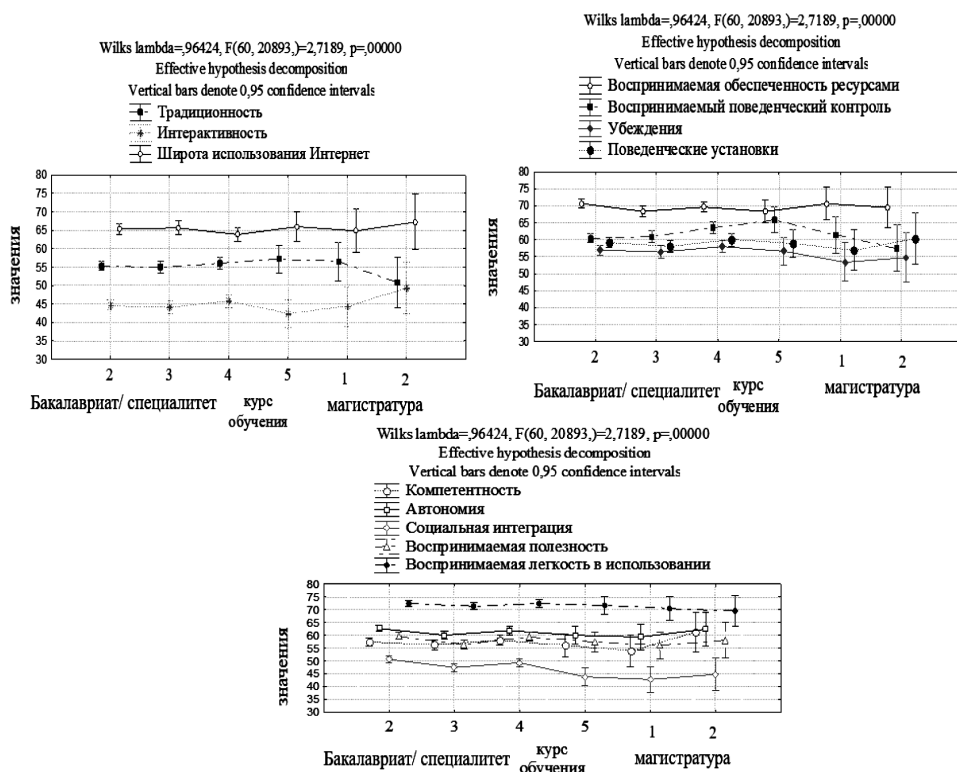 Wilks lambda=,96424, F(60, 20893,)=2,7189, p=,00000
Effective hypothesis decomposition
Vertical bars denote 0,95 confidence intervals
Традиционность
Интерактивность
Широта использования Интернет
75
70
65
60
55
50
45
40
35
30
значения
2 3 4 5 1 2
Бакалавриат/ специалитет курс обучения магистратура
Wilks lambda=,96424, F(60, 20893,)=2,7189, p=,00000
Effective hypothesis decomposition
Vertical bars denote 0,95 confidence intervals
Воспринимаемая обеспеченность ресурсами
Воспринимаемый поведенческий контроль
Убеждения
Поведенческие установки
80
75
70
65
60
55
50
45
40
35
30
значения
2 3 4 5 1 2
Бакалавриат/ специалитет курс обучения магистратура
Wilks lambda=,96424, F(60, 20893,)=2,7189, p=,00000
Effective hypothesis decomposition
Vertical bars denote 0,95 confidence intervals
Компетентность
Автономия
Социальная интеграция
Воспринимаемая полезность
Воспринимаемая легкость в использовании
80
75
70
65
60
55
50
45
40
35
30
значения
2 3 4 5 1 2
Бакалавриат/ специалитет курс обучения магистратура